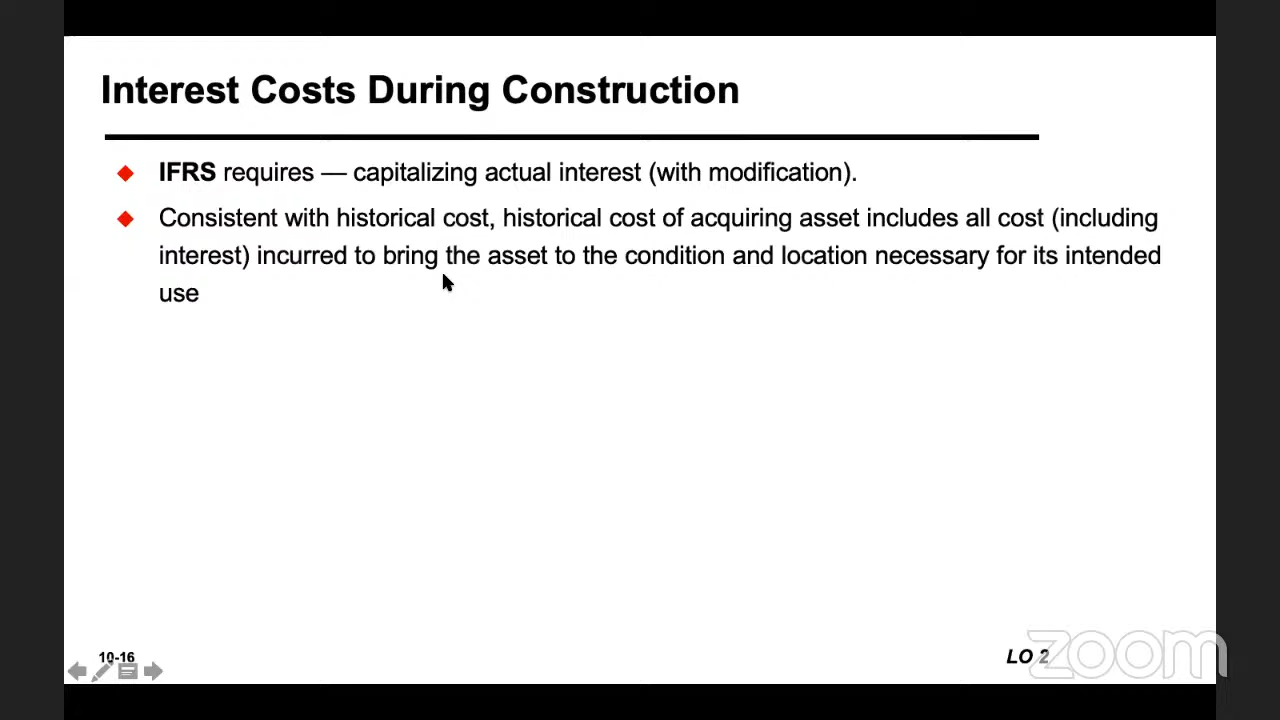 Interest Costs During Construction
IFRS requires — capitalizing actual interest (with modification).
Consistent with historical cost, historical cost of acquiring asset includes all cost (including
interest) incurred to bring the asset to the condition and location necessary for its intended
use
10-16
LO 2
zoom